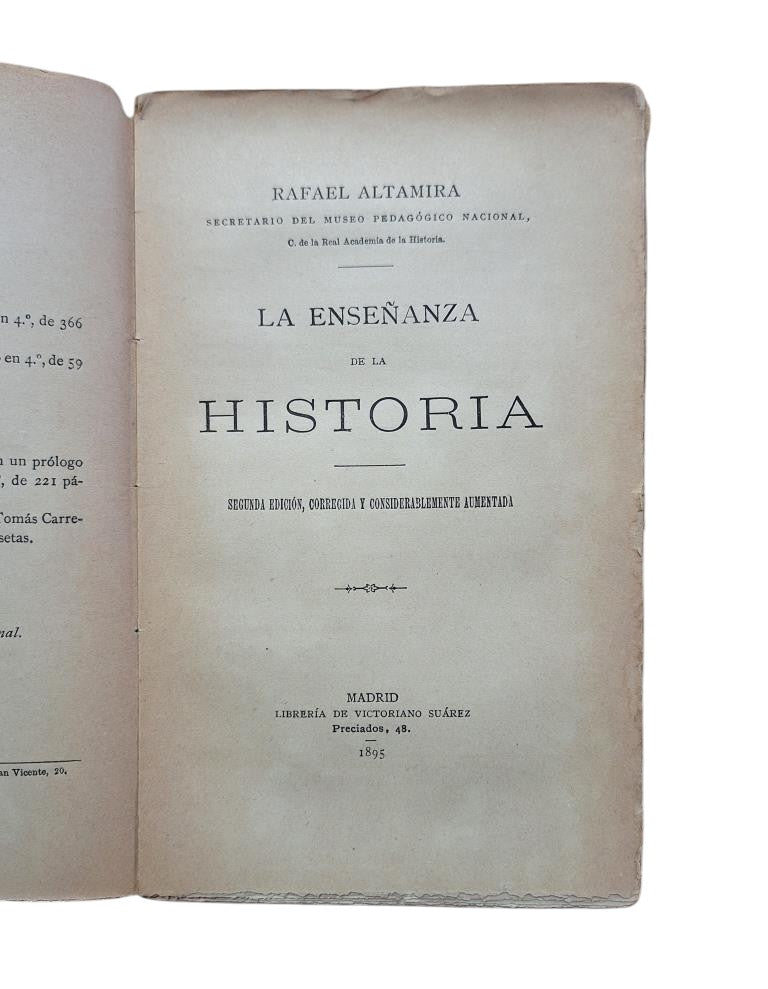 n 4.º, de 366
en 4.º, de 59
n un prólogo
, de 221 pá-
Tomás Carre-
setas.
nal.
an Vicente, 20.
RAFAEL ALTAMIRA
SECRETARIO DEL MUSEO PEDAGÓGICO NACIONAL,
C. de la Real Academia de la Historia.
LA ENSEÑANZA
DE LA
HISTORIA
SEGUNDA EDICIÓN, CORREGIDA Y CONSIDERABLEMENTE AUMENTADA
MADRID
LIBRERÍA DE VICTORIANO SUÁREZ
Preciados, 48.
1895